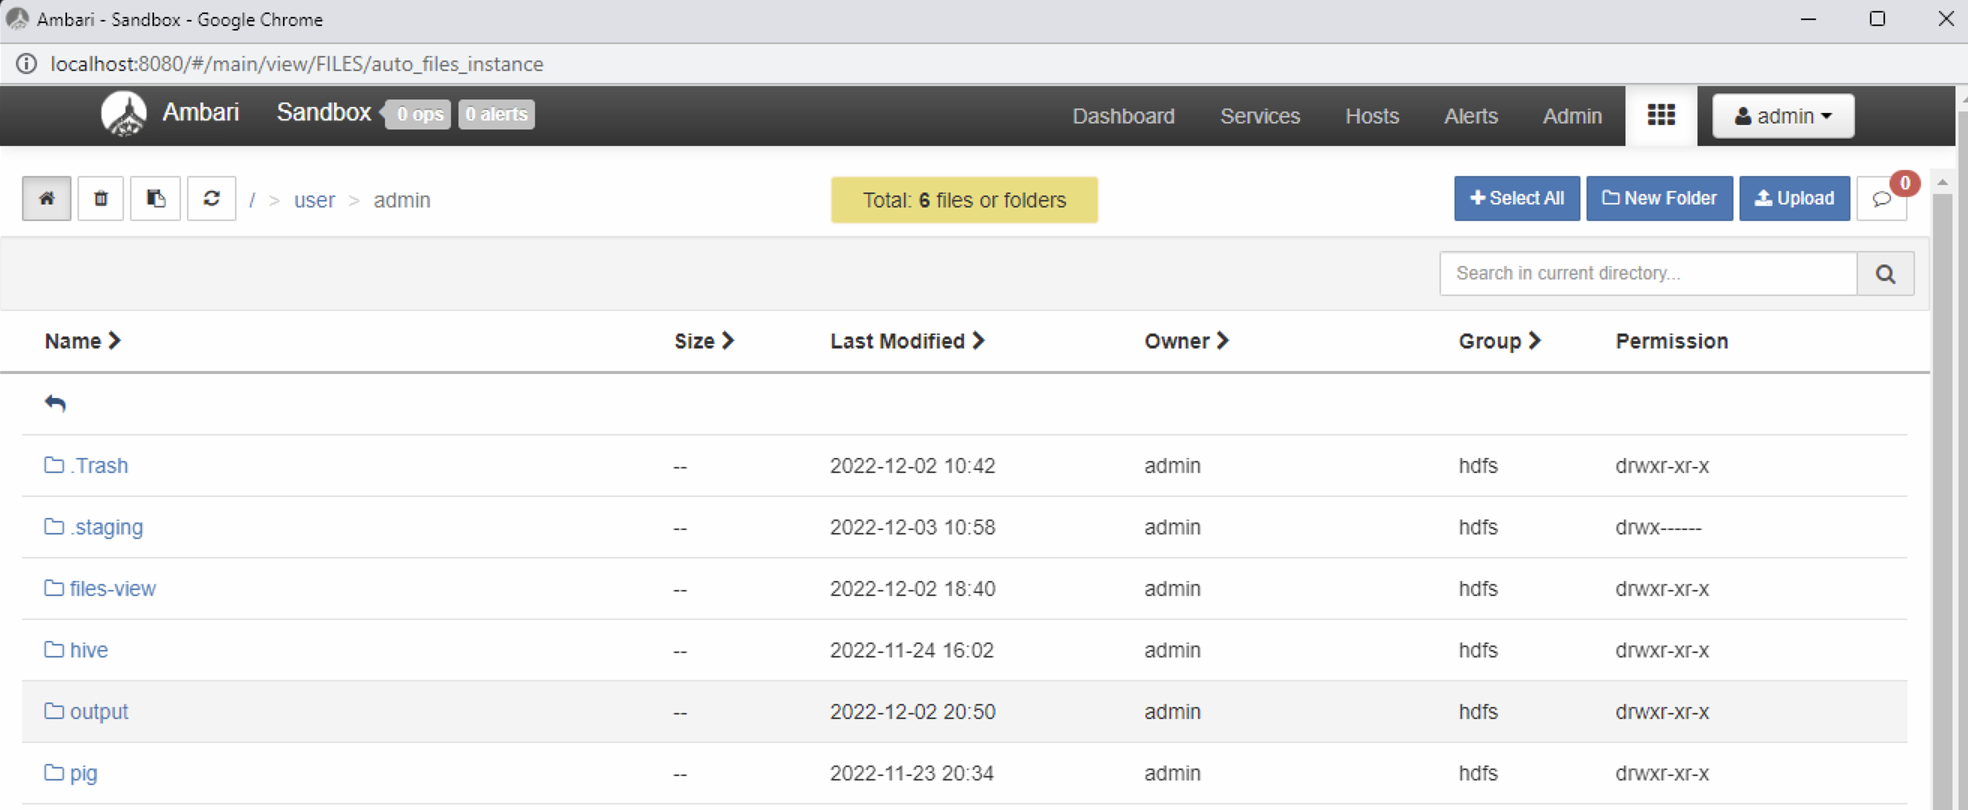 Ambari - Sandbox - Google Chrome
localhost:8080/#/main/view/FILES/auto_files_instance
Ambari Sandbox 0 ops 0 alerts Dashboard Services Hosts Alerts Admin admin
/ > user > admin Total: 6 files or folders Select All New Folder Upload 0
Search in current directory...
Name Size Last Modified Owner Group Permission
.Trash -- 2022-12-02 10:42 admin hdfs drwxr-xr-x
.staging -- 2022-12-03 10:58 admin hdfs drwx------
files-view -- 2022-12-02 18:40 admin hdfs drwxr-xr-x
hive -- 2022-11-24 16:02 admin hdfs drwxr-xr-x
output -- 2022-12-02 20:50 admin hdfs drwxr-xr-x
pig -- 2022-11-23 20:34 admin hdfs drwxr-xr-x